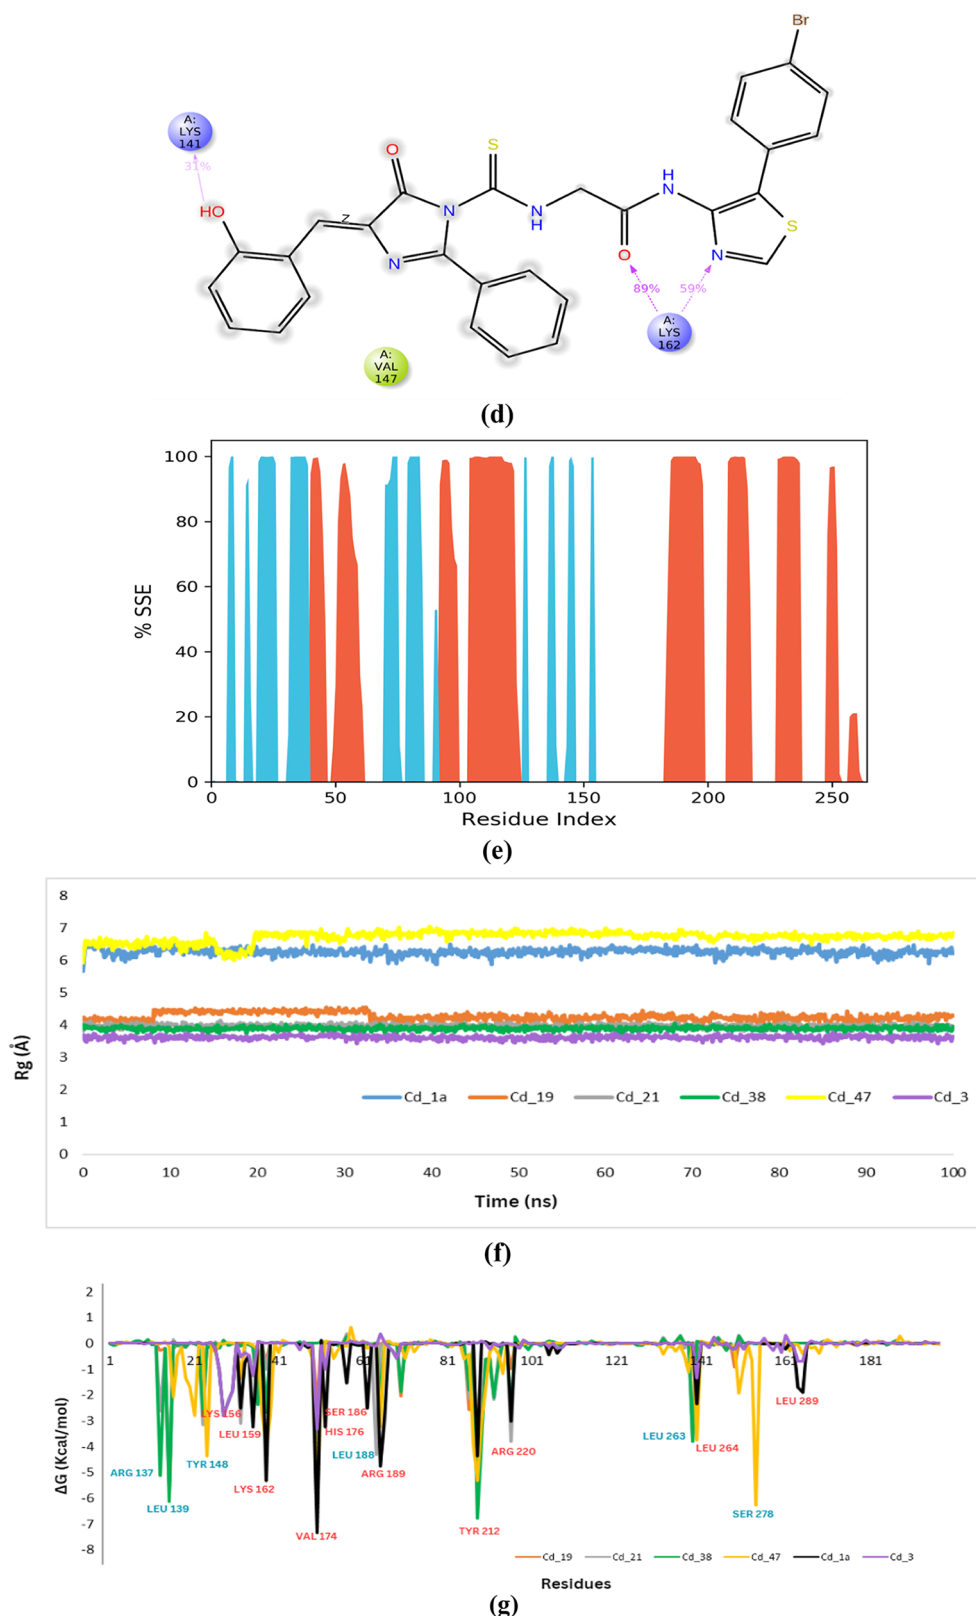 Br
A:
LYS
141
31%
O
S
H
N
HO
Z
N
N
H
S
N
N
O
89%
59%
A:
LYS
162
A:
VAL
147
(d)
100
80
60
40
20
0
% SSE
0 50 100 150 200 250
Residue Index
(e)
8
7
6
5
4
3
2
1
0
Rg (Å)
Cd_1a Cd_19 Cd_21 Cd_38 Cd_47 Cd_3
0 10 20 30 40 50 60 70 80 90 100
Time (ns)
(f)
2
1
0
-1
-2
-3
-4
-5
-6
-7
-8
ΔG (Kcal/mol)
1 21 41 61 81 101 121 141 161 181
LYS 156
SER 186
LEU 289
LEU 159
HIS 176
LEU 263
LEU 264
ARG 220
LEU 188
TYR 148
ARG 137
ARG 189
LYS 162
LEU 139
SER 278
VAL 174
TYR 212
Cd_19 Cd_21 Cd_38 Cd_47 Cd_1a Cd_3
Residues
(g)